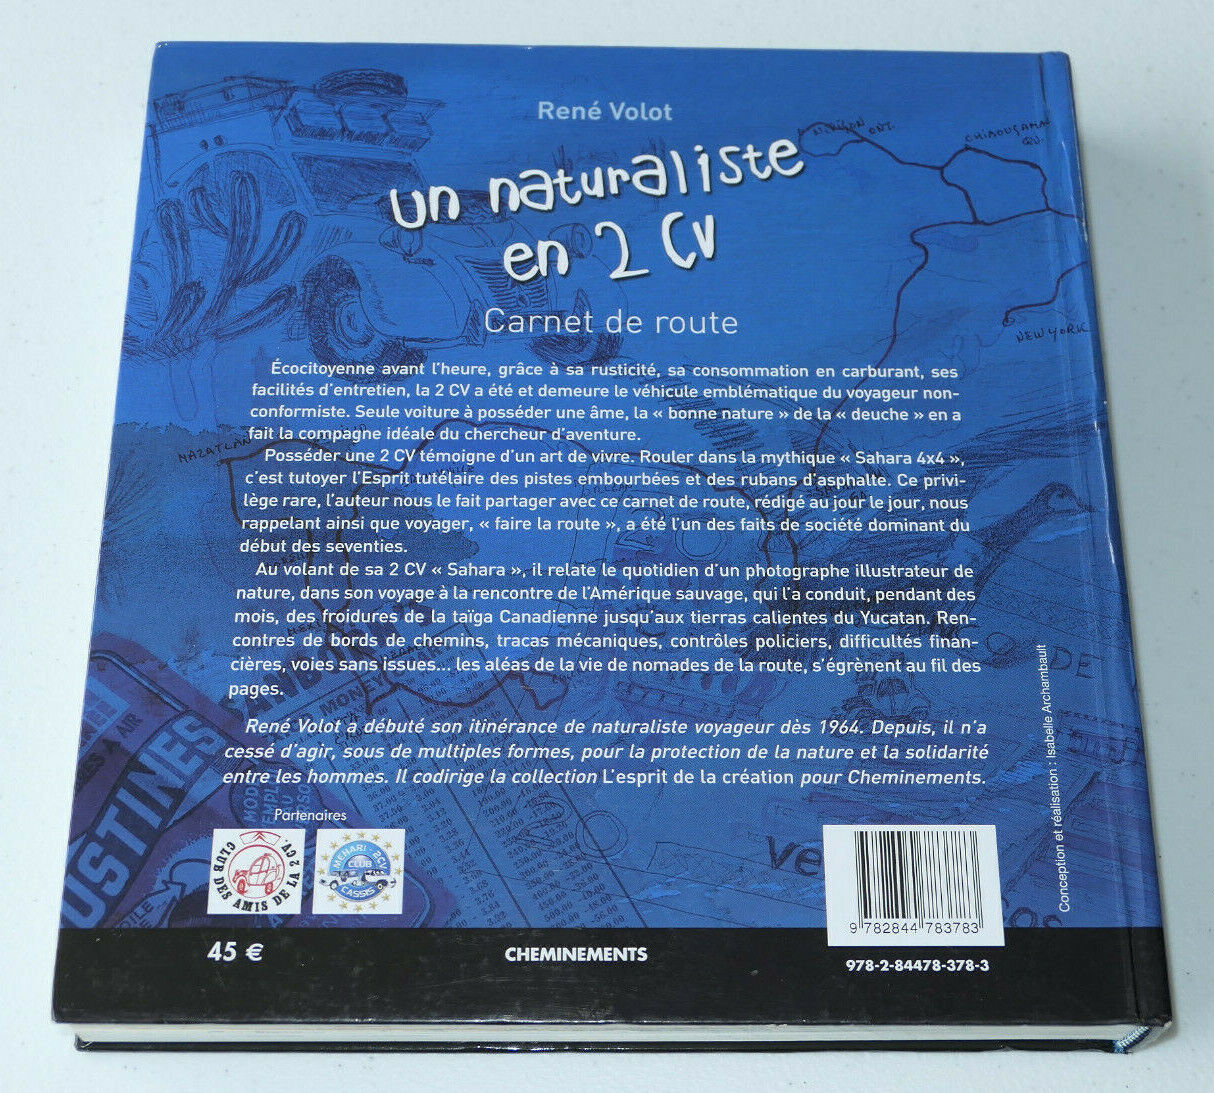 René Volot
un naturaliste
en 2 CV
Carnet de route
CHIBOUGAMAU
QU.
NEW YORK
MAZATLAN
Écocitoyenne avant l'heure, grâce à sa rusticité, sa consommation en carburant, ses
facilités d'entretien, la 2 CV a été et demeure le véhicule emblématique du voyageur non-
conformiste. Seule voiture à posséder une âme, la « bonne nature » de la « deuche » en a
fait la compagne idéale du chercheur d'aventure.
Posséder une 2 CV témoigne d'un art de vivre. Rouler dans la mythique « Sahara 4x4 »,
c'est tutoyer l'Esprit tutélaire des pistes embourbées et des rubans d'asphalte. Ce privi-
lège rare, l'auteur nous le fait partager avec ce carnet de route, rédigé au jour le jour, nous
rappelant ainsi que voyager, « faire la route », a été l'un des faits de société dominant du
début des seventies.
Au volant de sa 2 CV « Sahara », il relate le quotidien d'un photographe illustrateur de
nature, dans son voyage à la rencontre de l'Amérique sauvage, qui l'a conduit, pendant des
mois, des froidures de la taïga Canadienne jusqu'aux tierras calientes du Yucatan. Ren-
contres de bords de chemins, tracas mécaniques, contrôles policiers, difficultés finan-
cières, voies sans issues... les aléas de la vie de nomades de la route, s'égrènent au fil des
pages.
René Volot a débuté son itinérance de naturaliste voyageur dès 1964. Depuis, il n'a
cessé d'agir, sous de multiples formes, pour la protection de la nature et la solidarité
entre les hommes. Il codirige la collection L'esprit de la création pour Cheminements.
DE
USTINES
Partenaires
CLUB DES AMIS DE LA 2 CV.
MEHARI 2CV
CLUB
CASSIS
Conception et réalisation : Isabelle Archambault
9 782844 783783
45 €
CHEMINEMENTS
978-2-84478-378-3